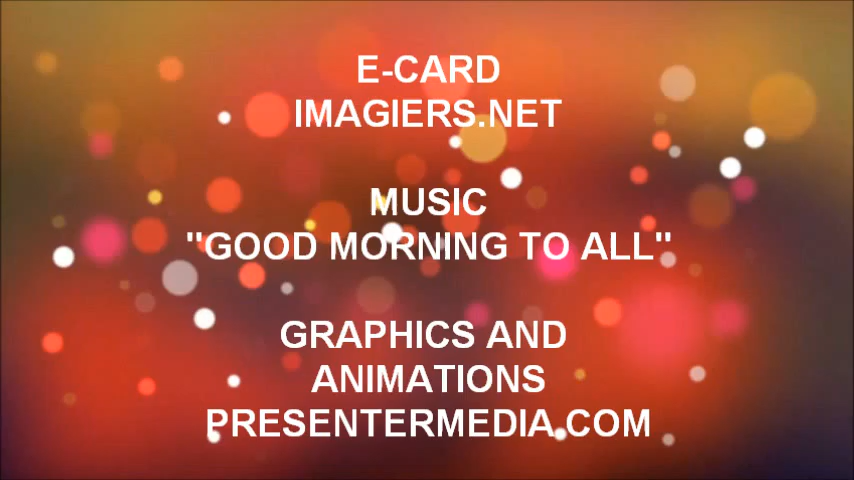 E-CARD
IMAGIERS.NET
MUSIC
"GOOD MORNING TO ALL"
GRAPHICS AND
ANIMATIONS
PRESENTERMEDIA.COM